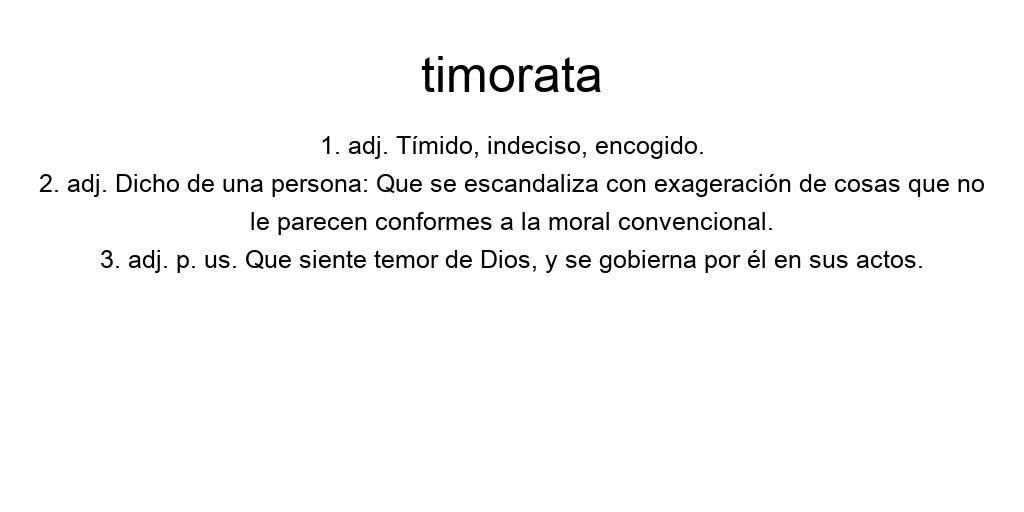 timorata
1. adj. Tímido, indeciso, encogido.
2. adj. Dicho de una persona: Que se escandaliza con exageración de cosas que no
le parecen conformes a la moral convencional.
3. adj. p. us. Que siente temor de Dios, y se gobierna por él en sus actos.